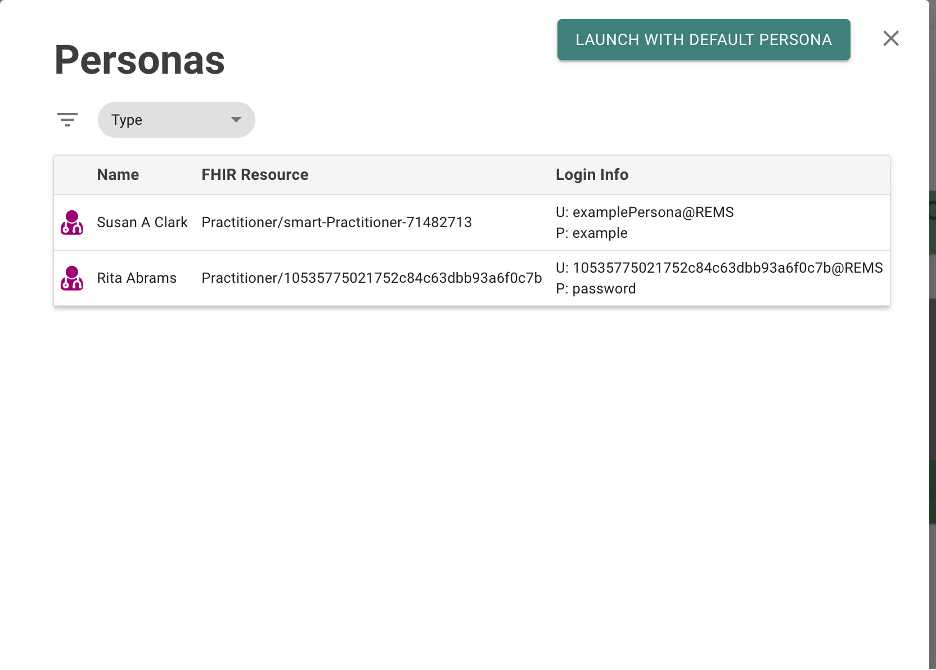 Personas
LAUNCH WITH DEFAULT PERSONA
Type
Name FHIR Resource Login Info
Susan A Clark Practitioner/smart-Practitioner-71482713 U: examplePersona@REMS
P: example
Rita Abrams Practitioner/10535775021752c84c63dbb93a6f0c7b U: 10535775021752c84c63dbb93a6f0c7b@REMS
P: password